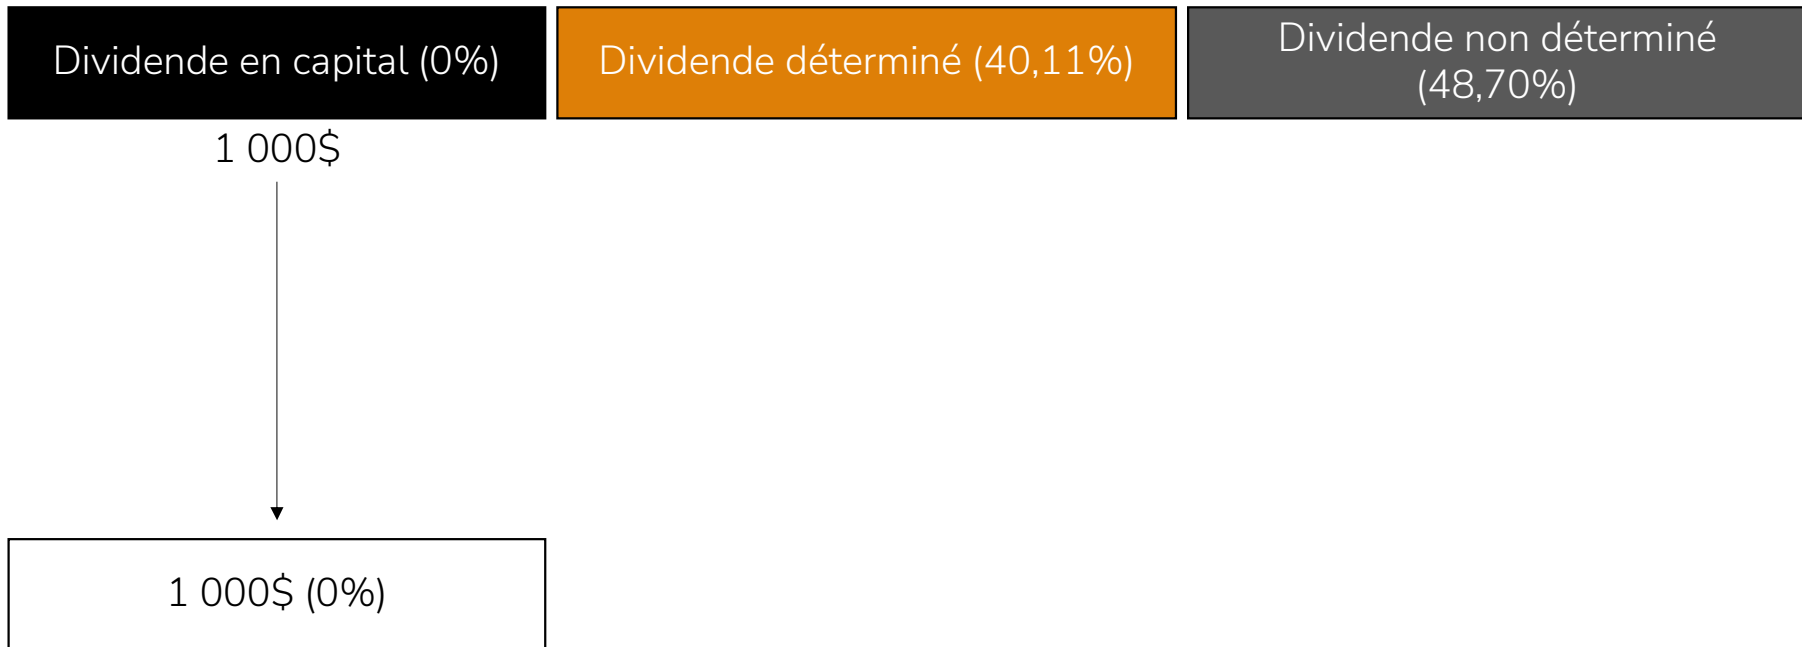 Dividende en capital (0%)
Dividende déterminé (40,11%)
Dividende non déterminé
(48,70%)
1 000$
1 000$ (0%)